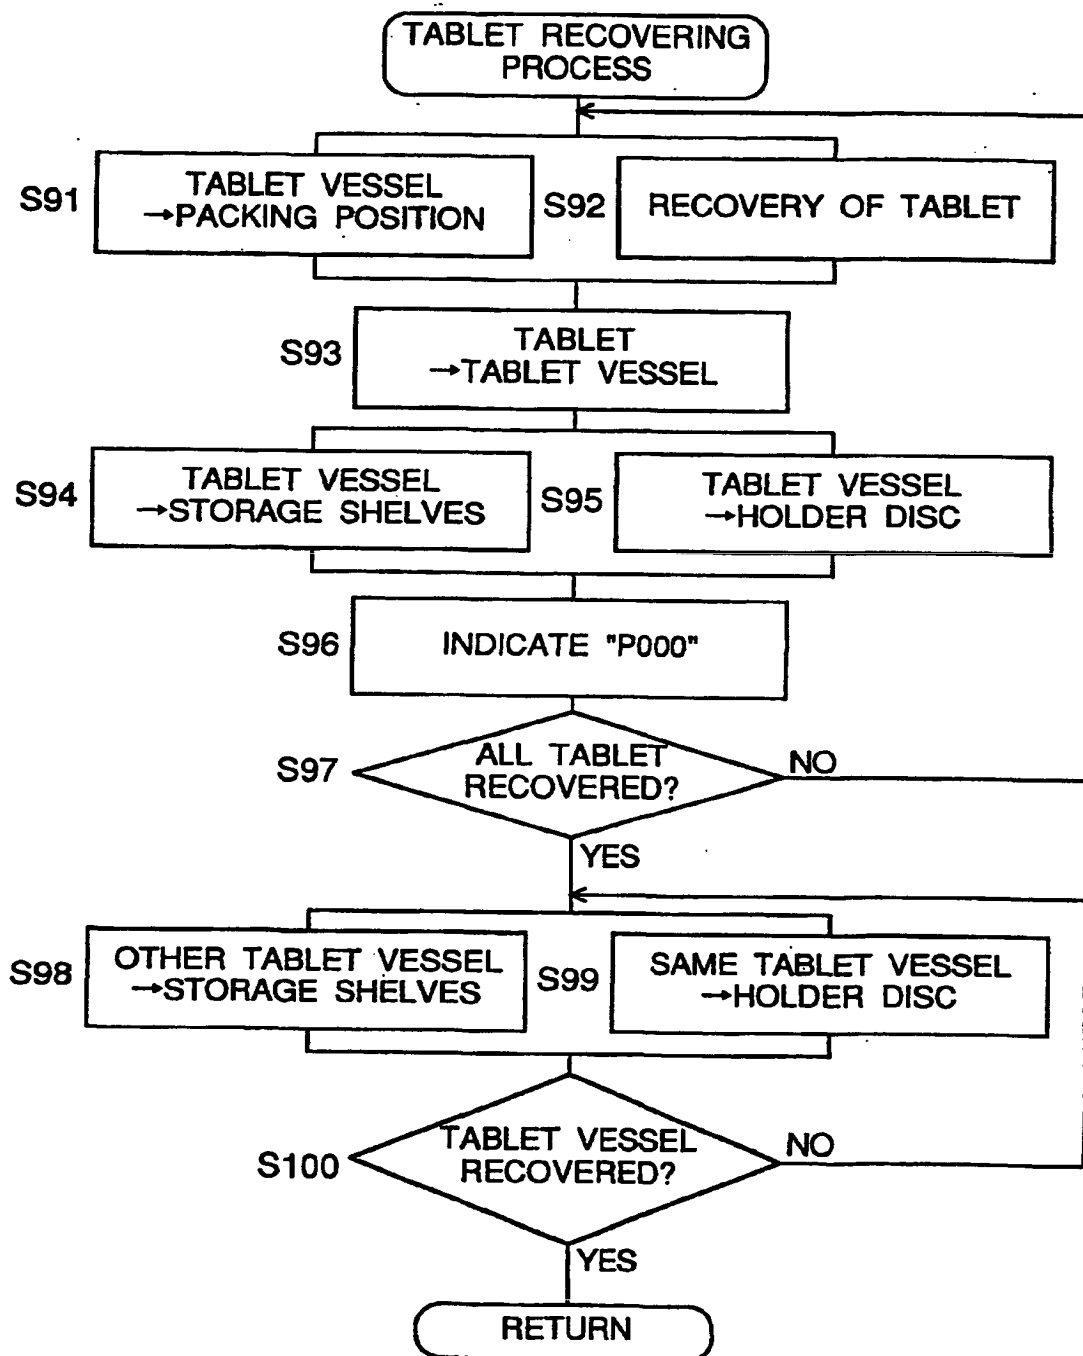 TABLET RECOVERING
PROCESS
S91
TABLET VESSEL
→PACKING POSITION
S92
RECOVERY OF TABLET
S93
TABLET
→TABLET VESSEL
S94
TABLET VESSEL
→STORAGE SHELVES
S95
TABLET VESSEL
→HOLDER DISC
S96
INDICATE "P000"
S97
ALL TABLET
RECOVERED?
NO
YES
S98
OTHER TABLET VESSEL
→STORAGE SHELVES
S99
SAME TABLET VESSEL
→HOLDER DISC
S100
TABLET VESSEL
RECOVERED?
NO
YES
RETURN